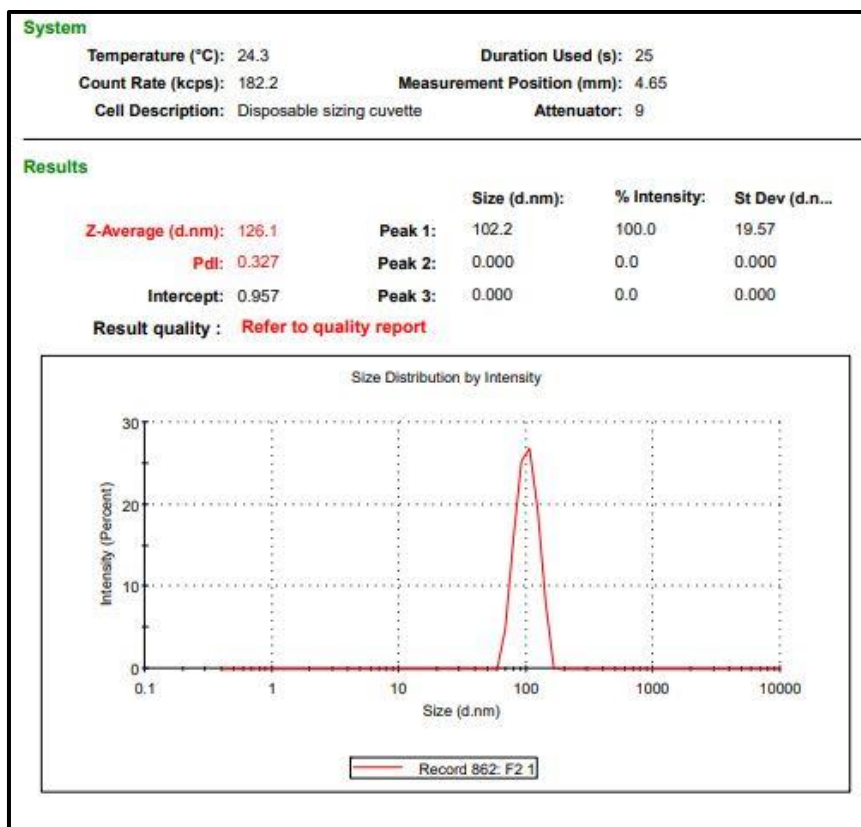 System
Temperature (°C): 24.3 Duration Used (s): 25
Count Rate (kcps): 182.2 Measurement Position (mm): 4.65
Cell Description: Disposable sizing cuvette Attenuator: 9
Results
Size (d.nm): % Intensity: St Dev (d.n...
Z-Average (d.nm): 126.1 Peak 1: 102.2 100.0 19.57
PdI: 0.327 Peak 2: 0.000 0.0 0.000
Intercept: 0.957 Peak 3: 0.000 0.0 0.000
Result quality : Refer to quality report
Size Distribution by Intensity
Intensity (Percent)
30
20
10
0
0.1 1 10 100 1000 10000
Size (d.nm)
Record 862: F2 1